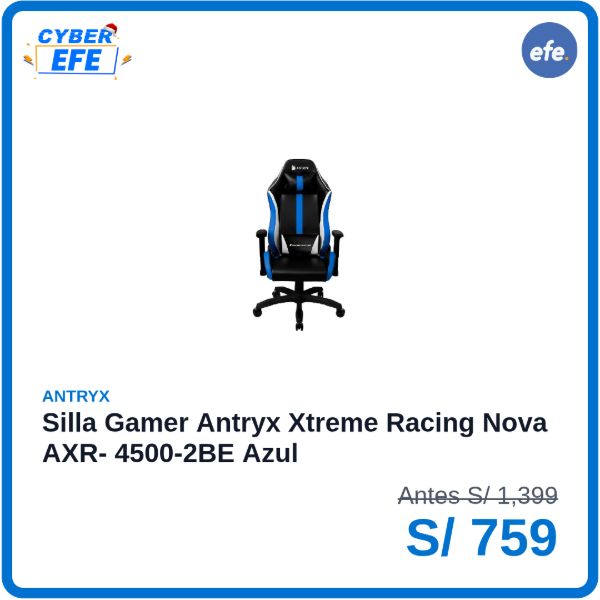 CYBER
EFE
efe.
ANTRYX
Silla Gamer Antryx Xtreme Racing Nova
AXR- 4500-2BE Azul
Antes S/ 1,399
S/ 759